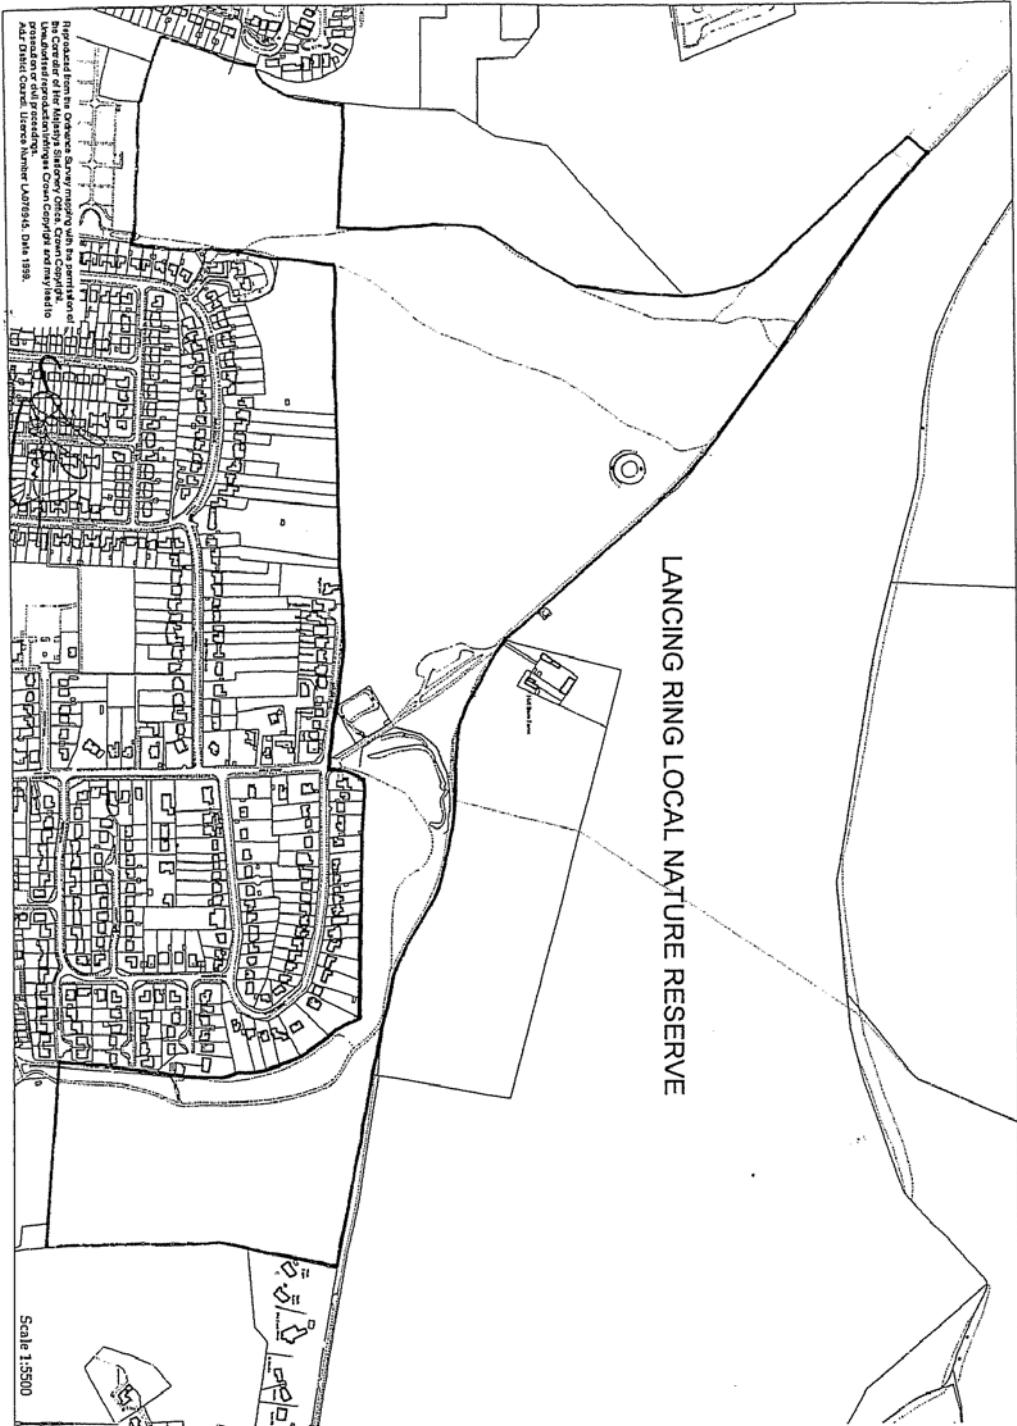 LANCING RING LOCAL NATURE RESERVE
Reproduced from the Ordnance Survey mapping with the permission of
the Controller of Her Majesty's Stationery Office, Crown Copyright.
Unauthorised reproduction infringes Crown Copyright and may lead to
prosecution or civil proceedings.
Adur District Council. Licence Number LA076945. Date 1999.
Scale 1:5500